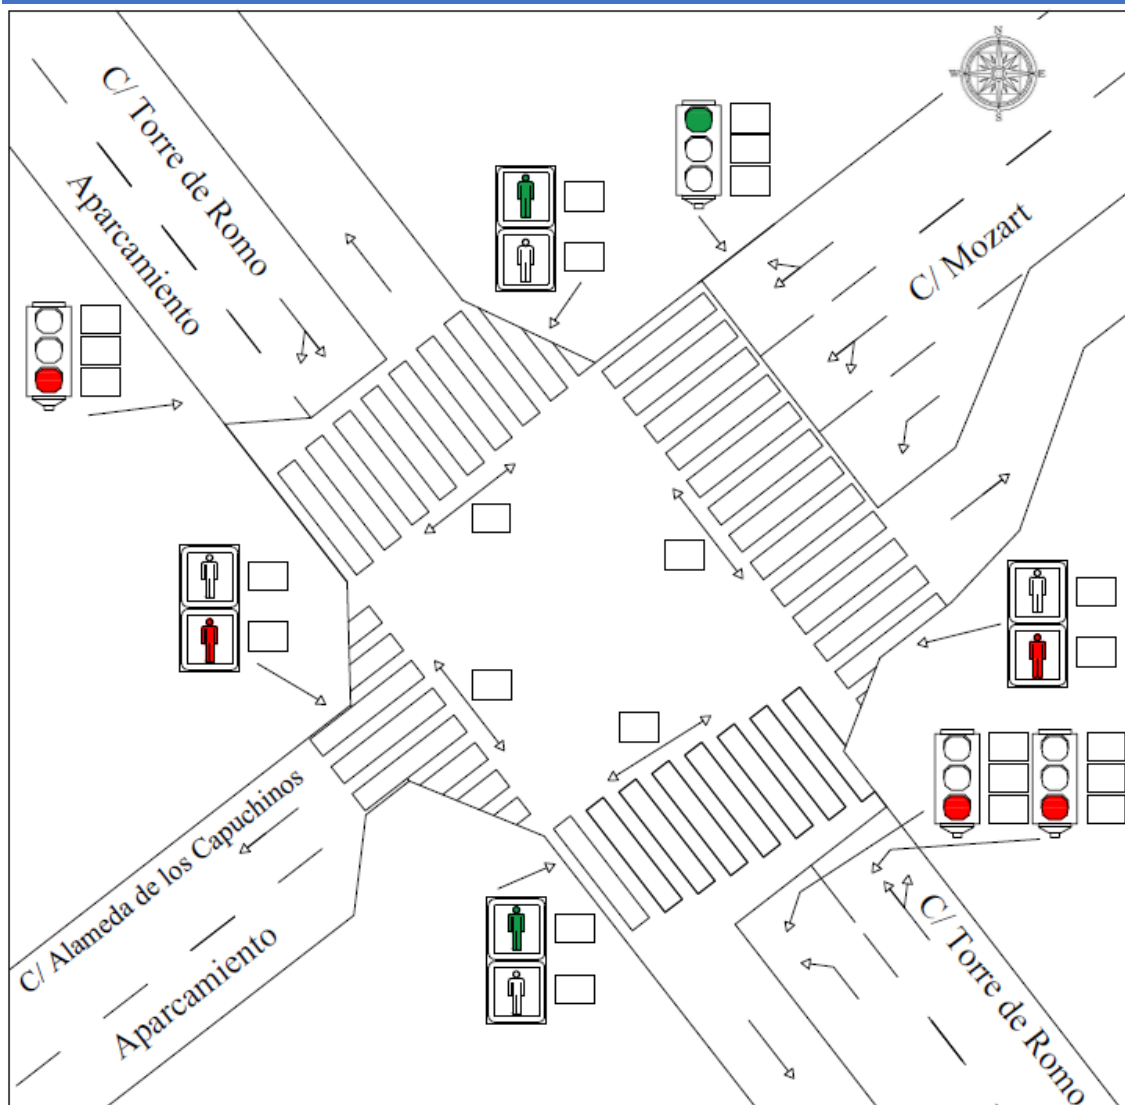 N
W E
S
C/ Torre de Romo
Aparcamiento
C/ Mozart
C/ Alameda de los Capuchinos
Aparcamiento
C/ Torre de Romo